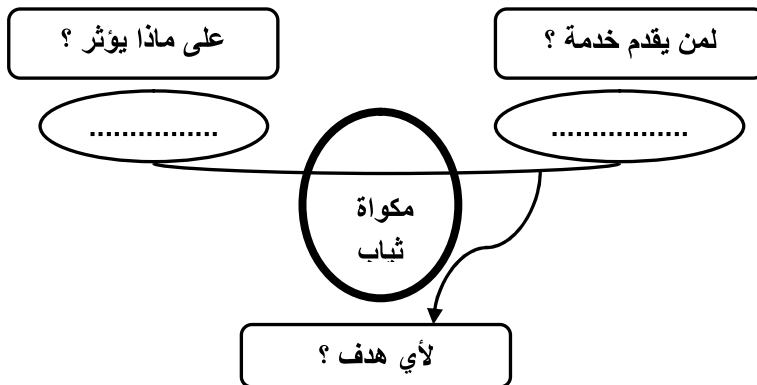 لمن يقدم خدمة ؟
على ماذا يؤثر ؟
.................
................
مكواة
ثياب
لأي هدف ؟